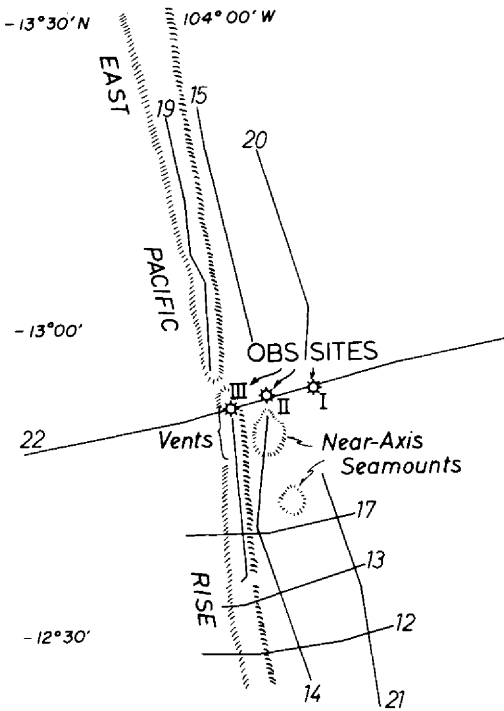 -13°30'N
104°00'W
EAST
19
15
20
PACIFIC
-13°00'
OBS SITES
III
II
I
Vents
22
Near-Axis
Seamounts
17
13
RISE
12
-12°30'
14
21